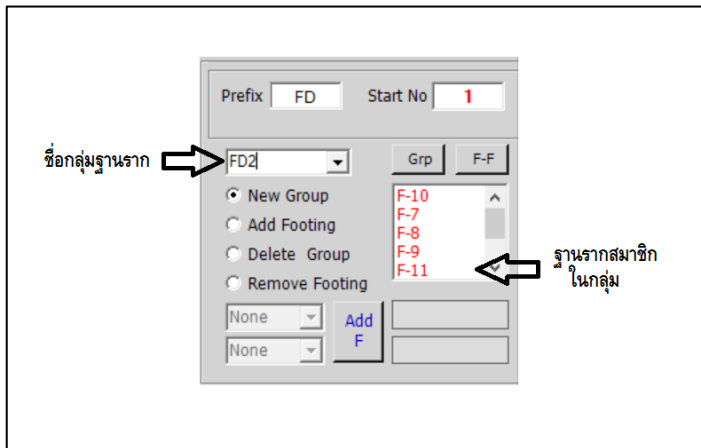 Prefix FD Start No 1
ชื่อกลุ่มฐานราก FD2 Grp F-F
New Group
Add Footing
Delete Group
Remove Footing
F-10
F-7
F-8
F-9
F-11
ฐานรากสมาชิก
ในกลุ่ม
None
None
Add
F